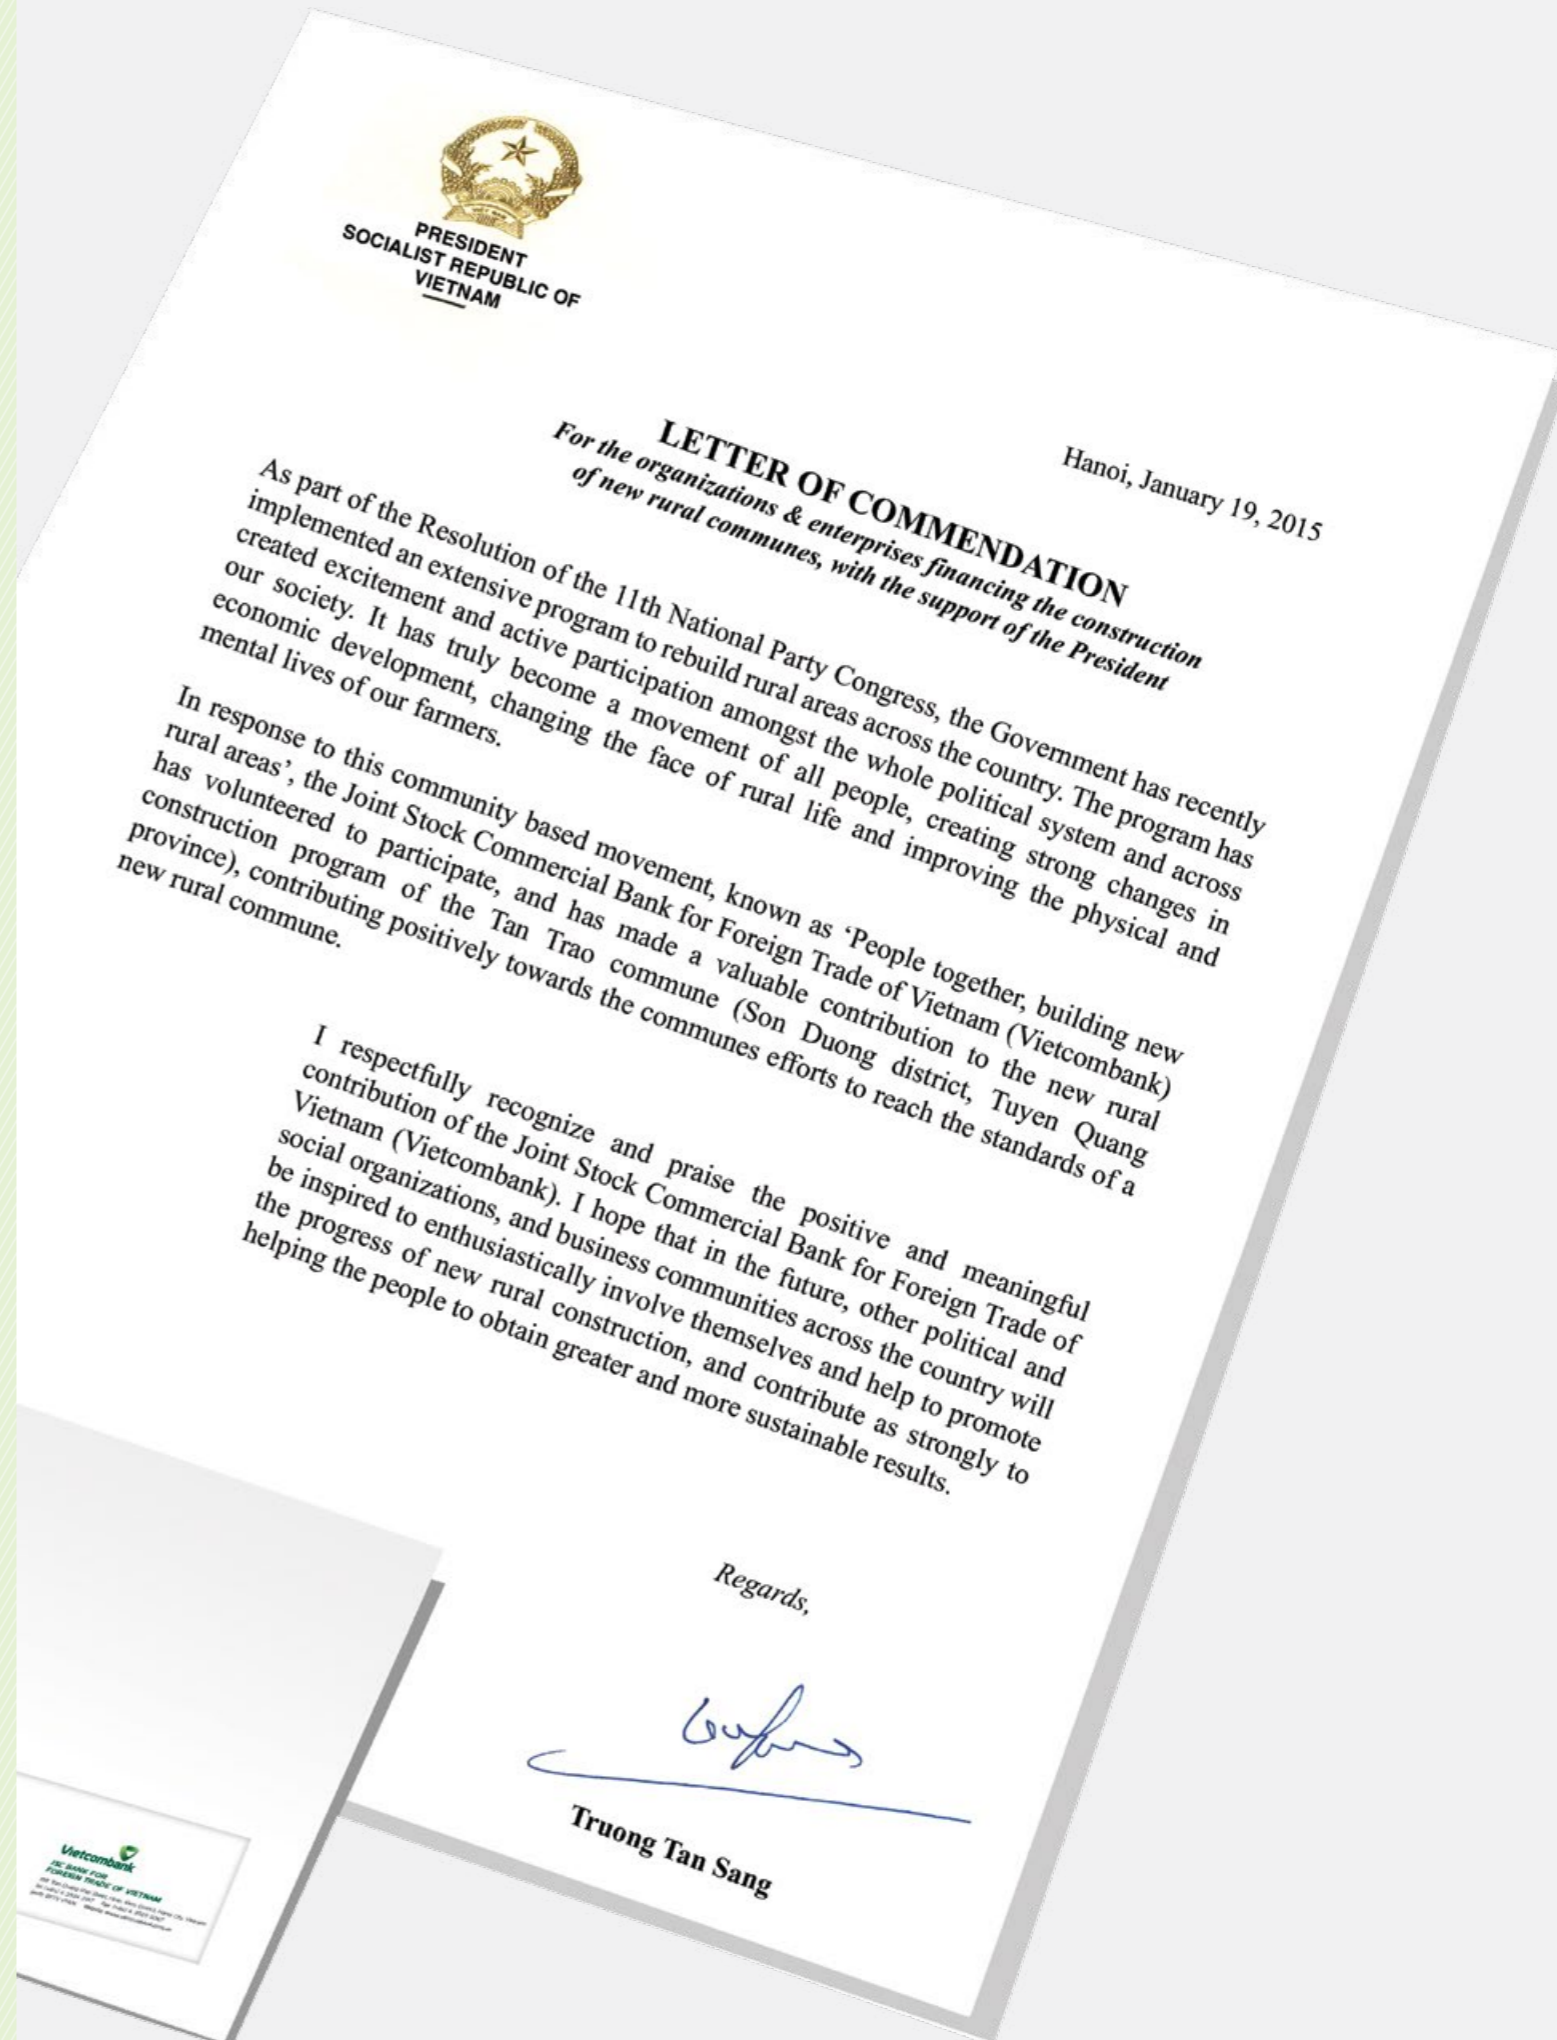 PRESIDENT
SOCIALIST REPUBLIC OF
VIETNAM
Hanoi, January 19, 2015
LETTER OF COMMENDATION
For the organizations & enterprises financing the construction
of new rural communes, with the support of the President
As part of the Resolution of the 11th National Party Congress, the Government has recently
implemented an extensive program to rebuild rural areas across the country. The program has
created excitement and active participation amongst the whole political system and across
our society. It has truly become a movement of all people, creating strong changes in
economic development, changing the face of rural life and improving the physical and
mental lives of our farmers.
In response to this community based movement, known as ‘People together, building new
rural areas’, the Joint Stock Commercial Bank for Foreign Trade of Vietnam (Vietcombank)
has volunteered to participate, and has made a valuable contribution to the new rural
construction program of the Tan Trao commune (Son Duong district, Tuyen Quang
province), contributing positively towards the communes efforts to reach the standards of a
new rural commune.
I respectfully recognize and praise the positive and meaningful
contribution of the Joint Stock Commercial Bank for Foreign Trade of
Vietnam (Vietcombank). I hope that in the future, other political and
social organizations, and business communities across the country will
be inspired to enthusiastically involve themselves and help to promote
the progress of new rural construction, and contribute as strongly to
helping the people to obtain greater and more sustainable results.
Regards,
Truong Tan Sang
Vietcombank
JSC BANK FOR
FOREIGN TRADE OF VIETNAM